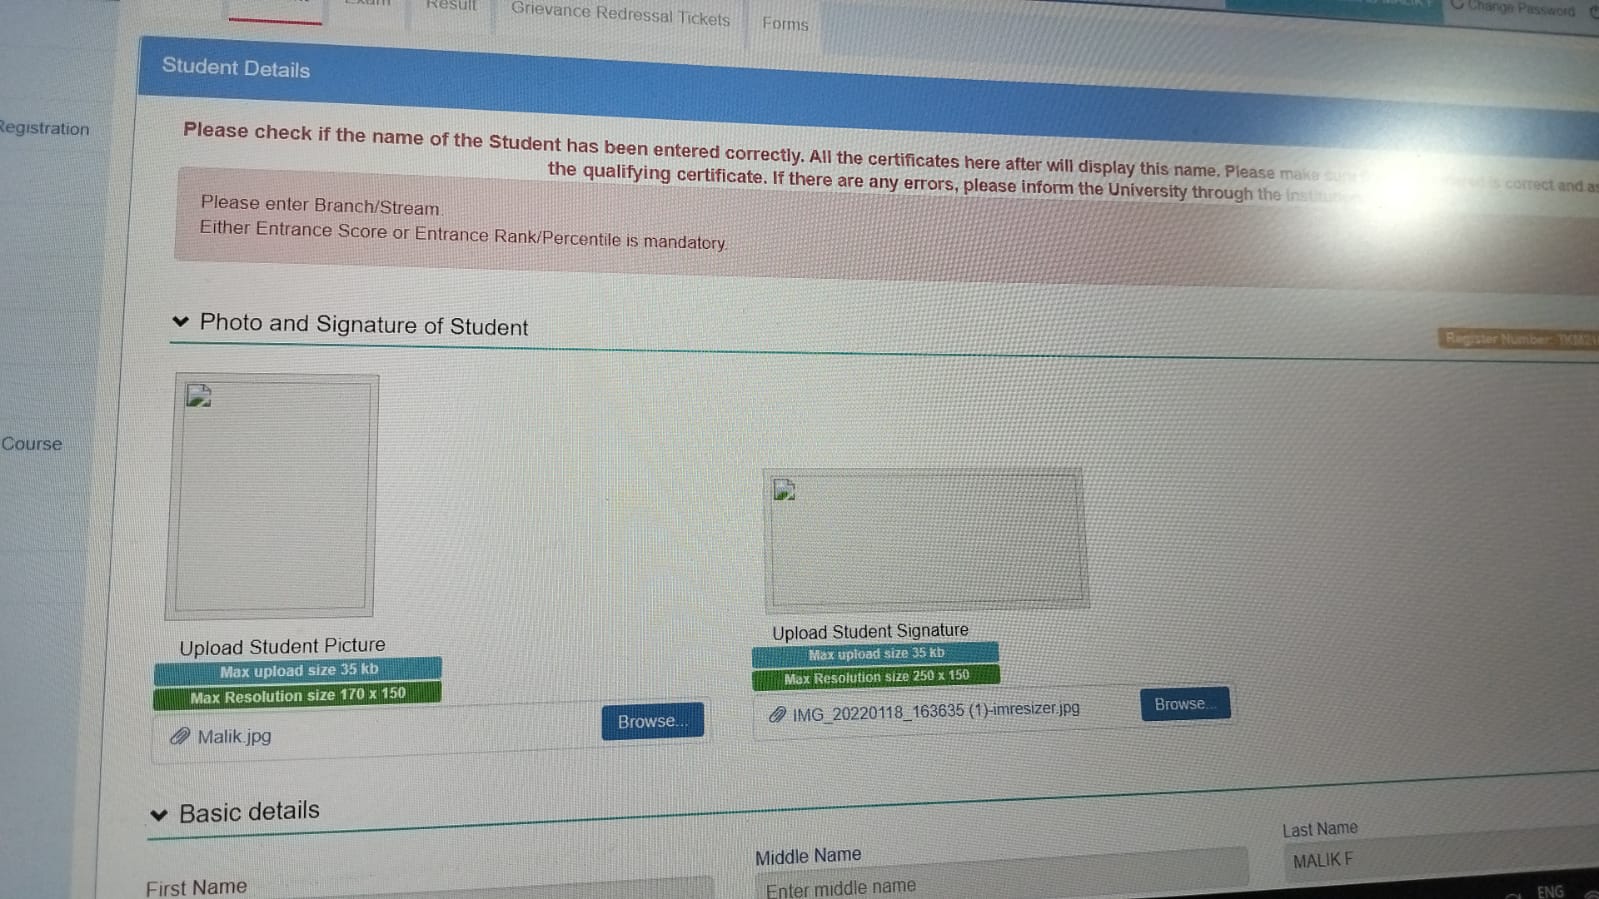 Result
Grievance Redressal Tickets
Forms
Change Password
Student Details
Registration
Please check if the name of the Student has been entered correctly. All the certificates here after will display this name. Please make sure is correct and as
the qualifying certificate. If there are any errors, please inform the University through the Institution
Please enter Branch/Stream.
Either Entrance Score or Entrance Rank/Percentile is mandatory.
Photo and Signature of Student
Register Number:
Course
Upload Student Picture
Max upload size 35 kb
Max Resolution size 170 x 150
Malik.jpg
Browse...
Upload Student Signature
Max upload size 35 kb
Max Resolution size 250 x 150
IMG_20220118_163635 (1)-imresizer.jpg
Browse...
Basic details
First Name
Middle Name
Enter middle name
Last Name
MALIK F
ENG